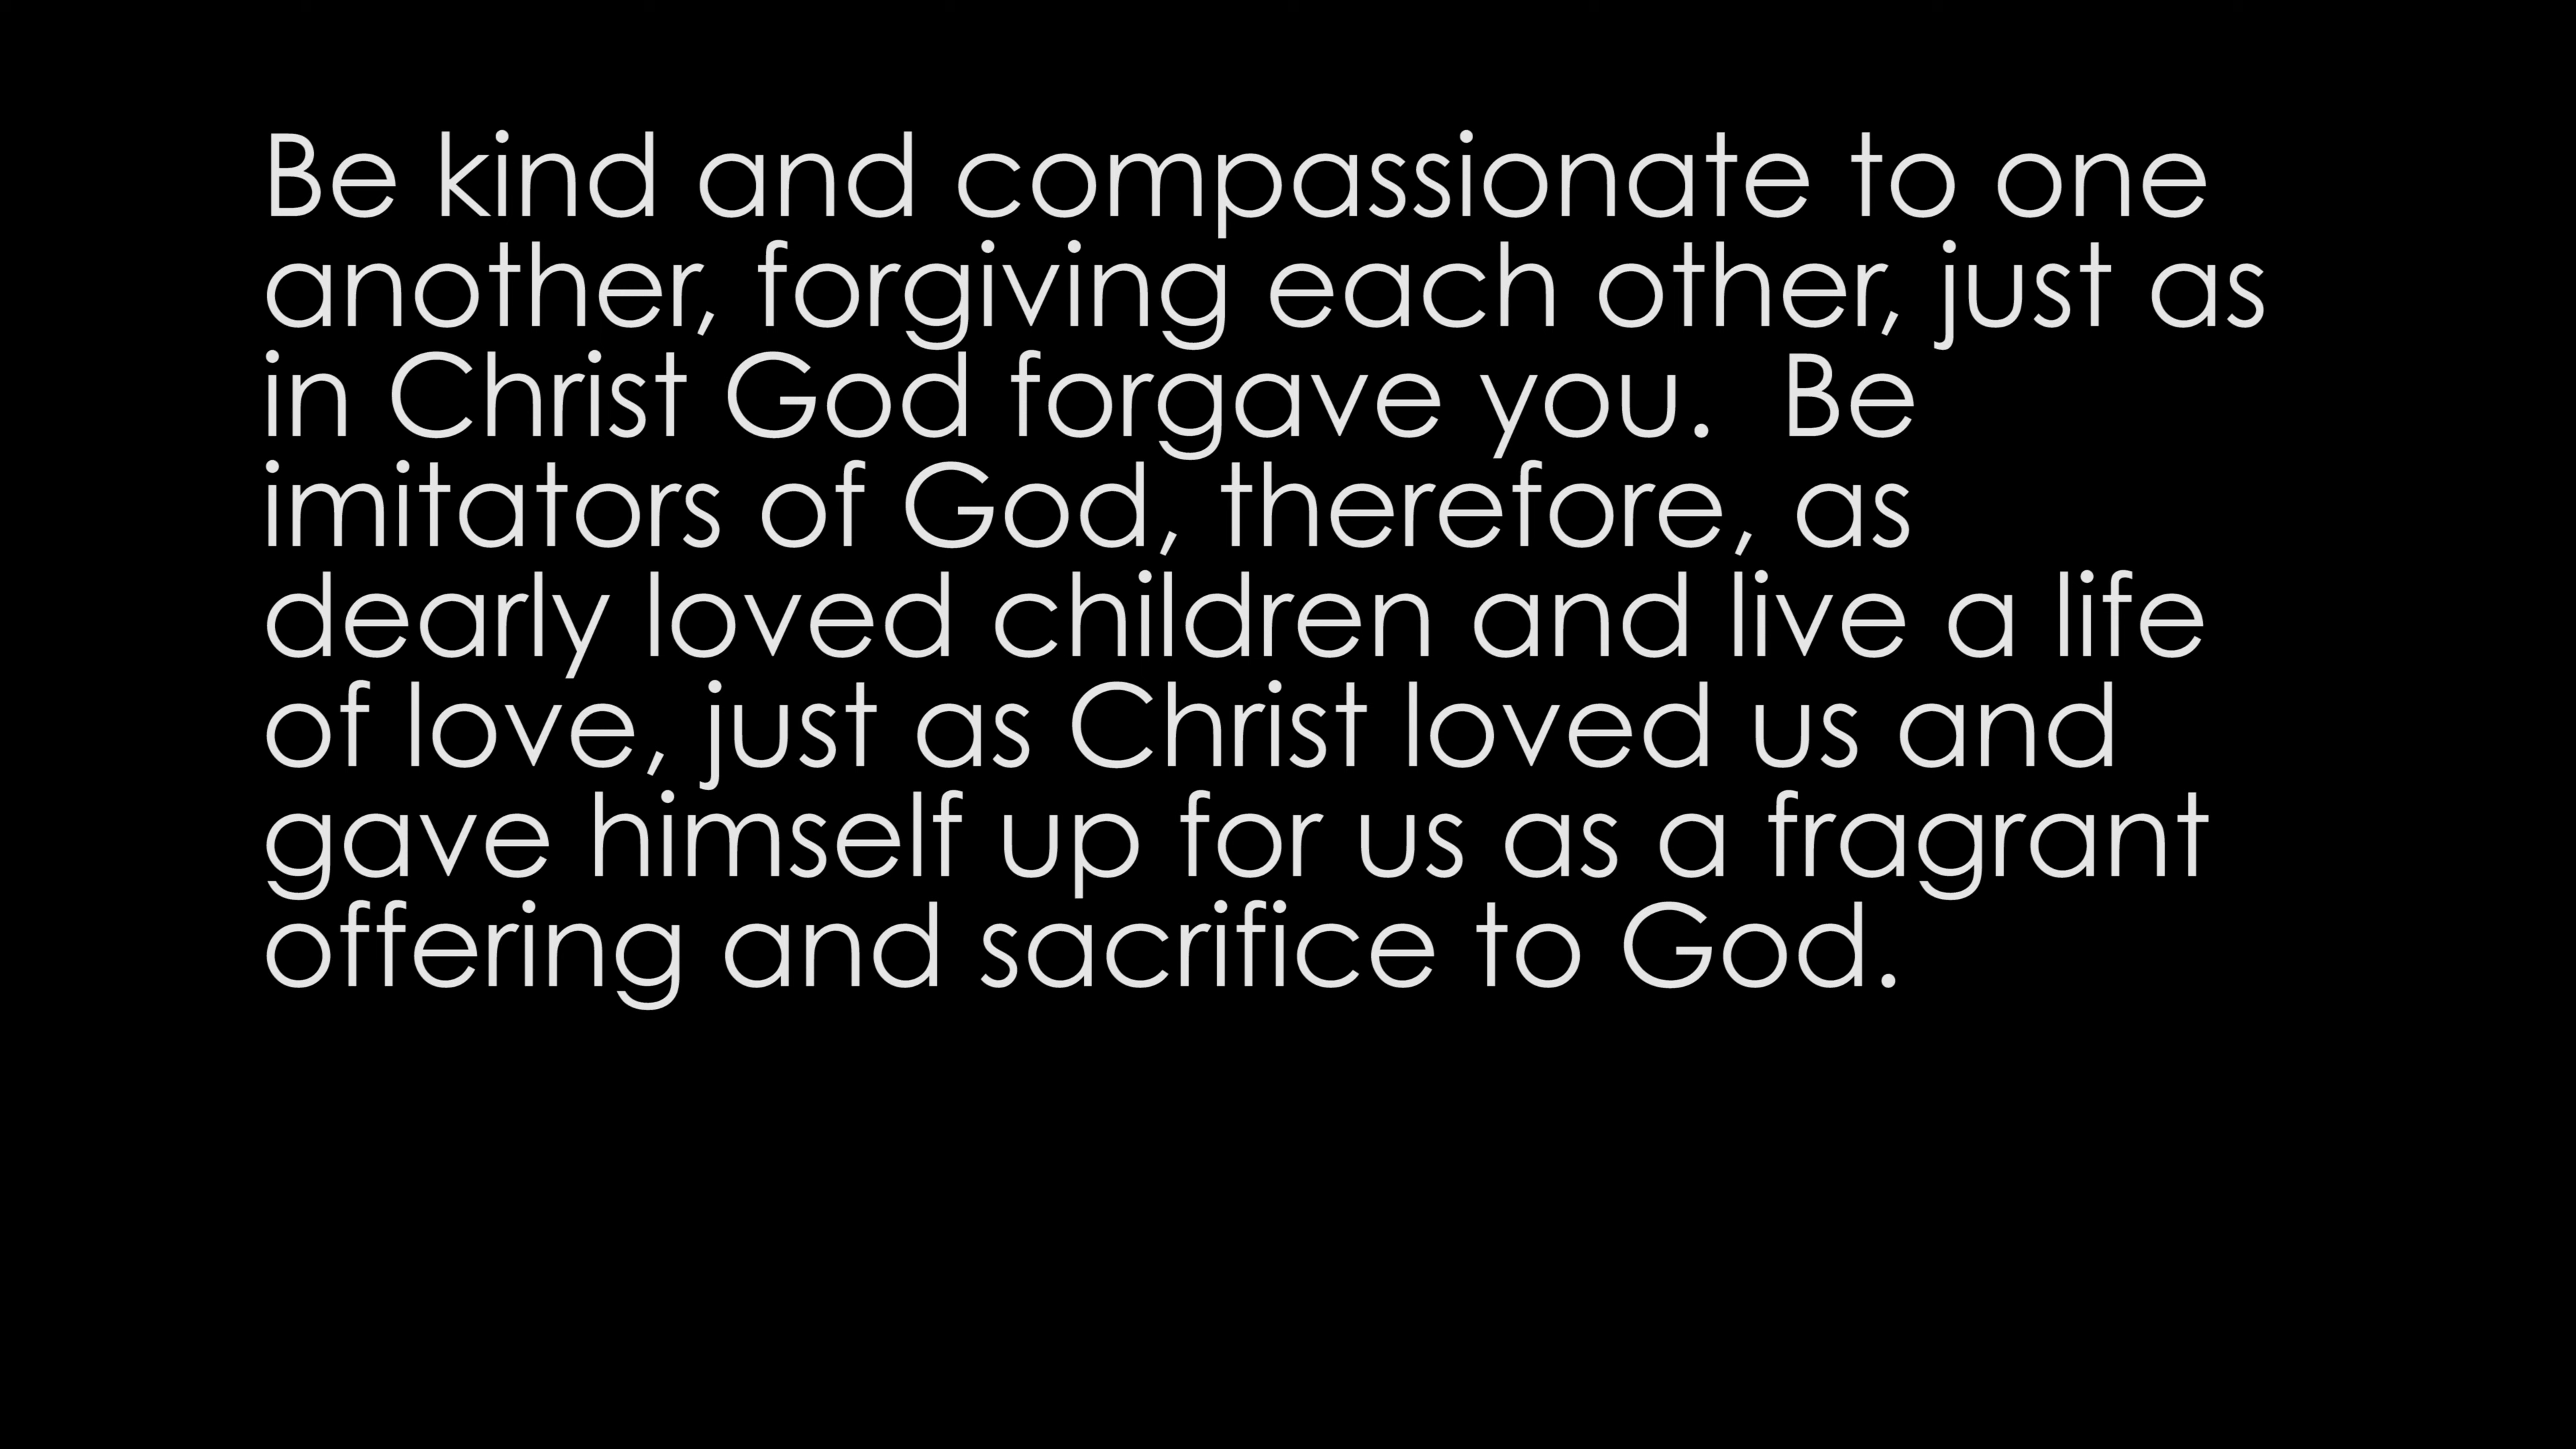 Be kind and compassionate to one
another, forgiving each other, just as
in Christ God forgave you.  Be
imitators of God, therefore, as
dearly loved children and live a life
of love, just as Christ loved us and
gave himself up for us as a fragrant
offering and sacrifice to God.